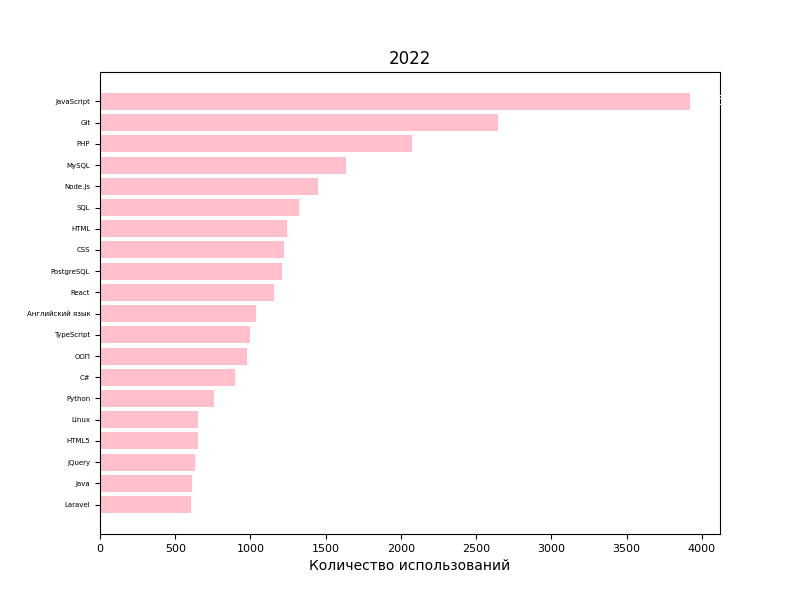 2022
JavaScript
Git
PHP
MySQL
Node.js
SQL
HTML
CSS
PostgreSQL
React
Английский язык
TypeScript
ООП
C#
Python
Linux
HTML5
jQuery
Java
Laravel
0 500 1000 1500 2000 2500 3000 3500 4000
Количество использований